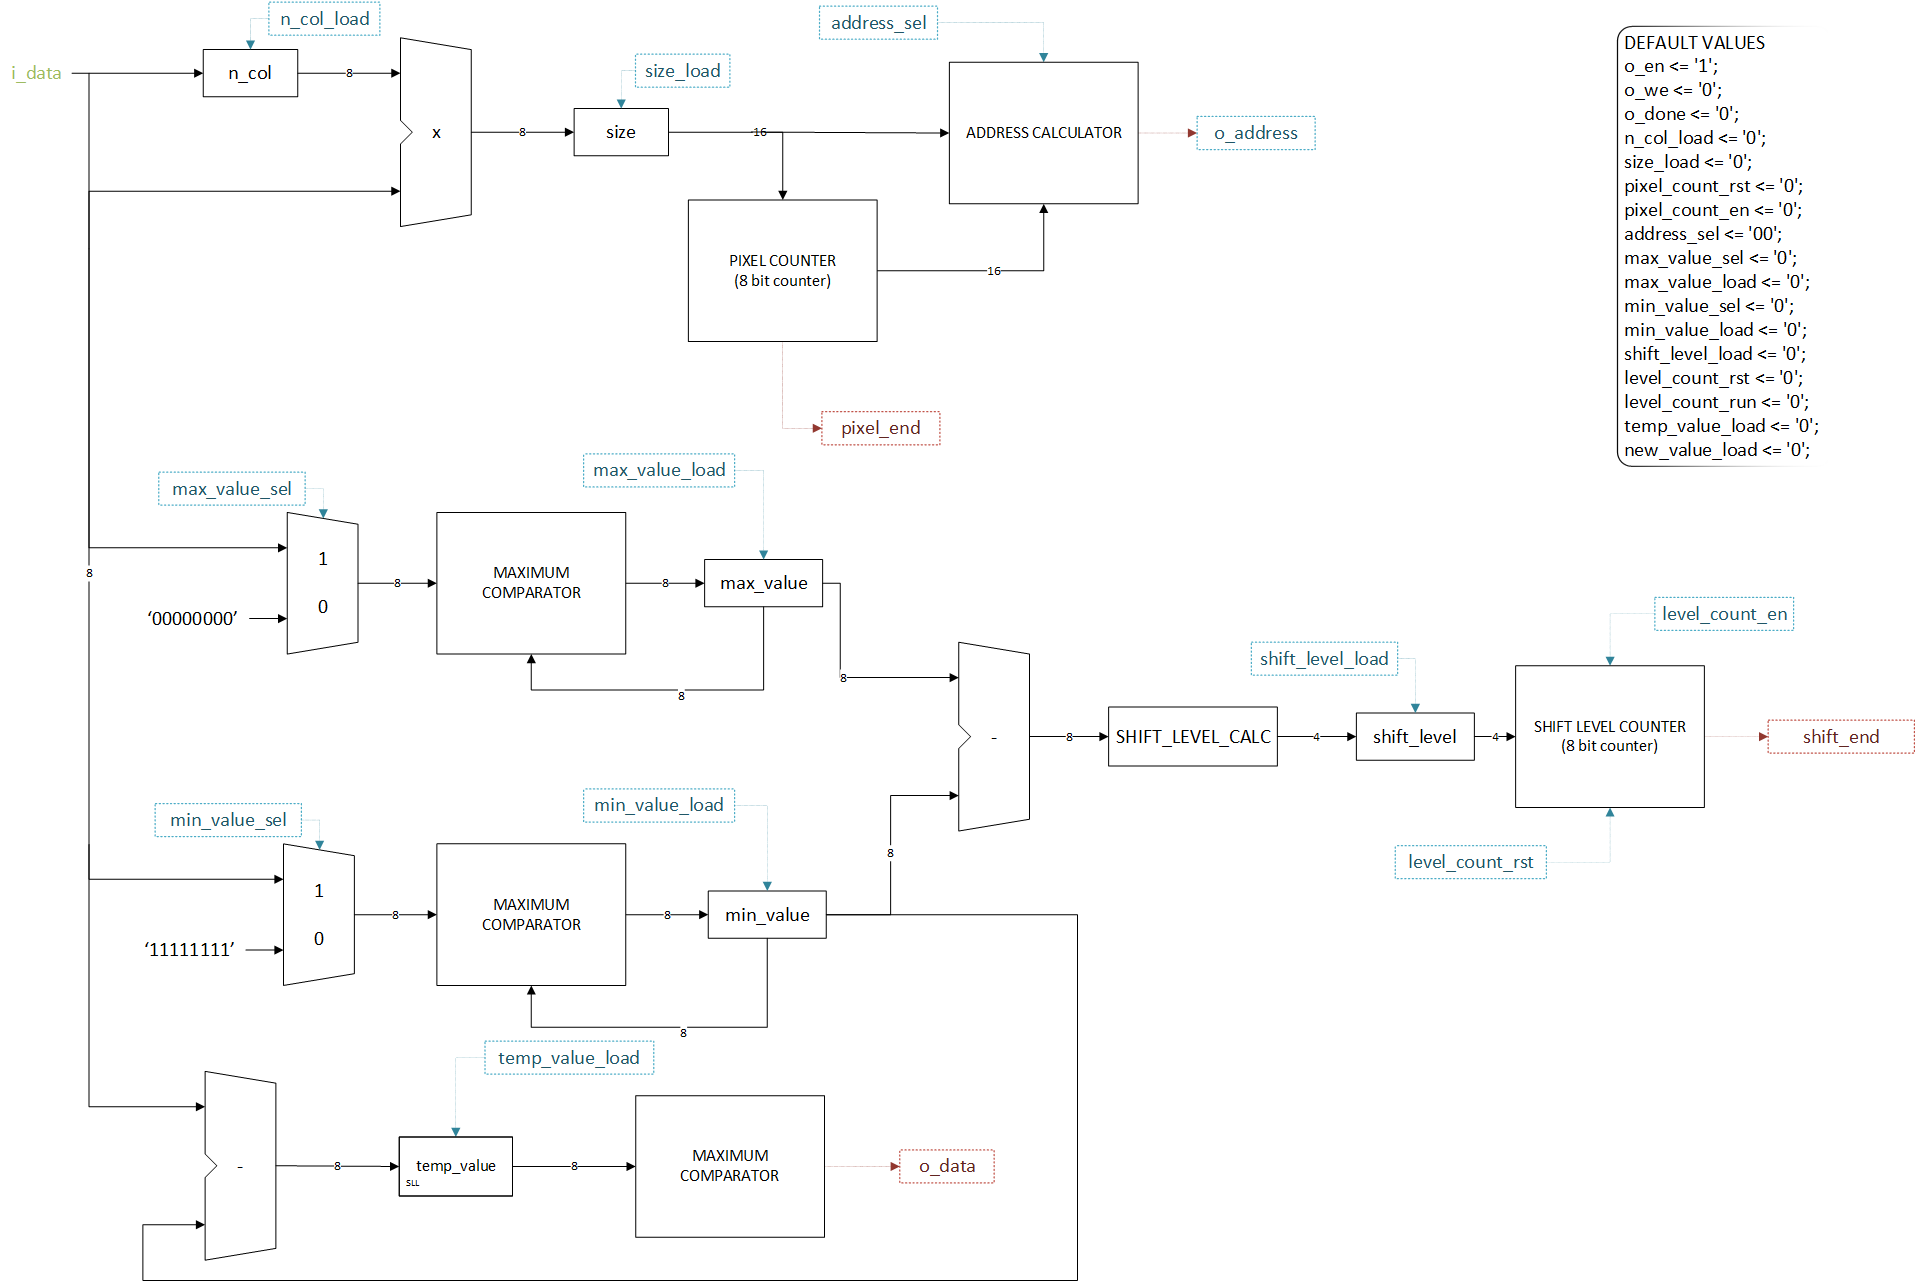 n_col_load
address_sel
i_data
n_col
8
x
size_load
8
size
16
ADDRESS CALCULATOR
o_address
PIXEL COUNTER
(8 bit counter)
16
pixel_end
DEFAULT VALUES
o_en <= '1';
o_we <= '0';
o_done <= '0';
n_col_load <= '0';
size_load <= '0';
pixel_count_rst <= '0';
pixel_count_en <= '0';
address_sel <= '00';
max_value_sel <= '0';
max_value_load <= '0';
min_value_sel <= '0';
min_value_load <= '0';
shift_level_load <= '0';
level_count_rst <= '0';
level_count_run <= '0';
temp_value_load <= '0';
new_value_load <= '0';
8
max_value_sel
1
0
‘00000000’
8
MAXIMUM
COMPARATOR
8
max_value_load
max_value
8
8
min_value_sel
1
0
‘11111111’
8
MAXIMUM
COMPARATOR
8
min_value_load
min_value
8
8
-
8
SHIFT_LEVEL_CALC
4
shift_level_load
shift_level
4
level_count_en
SHIFT LEVEL COUNTER
(8 bit counter)
shift_end
level_count_rst
-
8
temp_value_load
temp_value
SLL
8
MAXIMUM
COMPARATOR
o_data